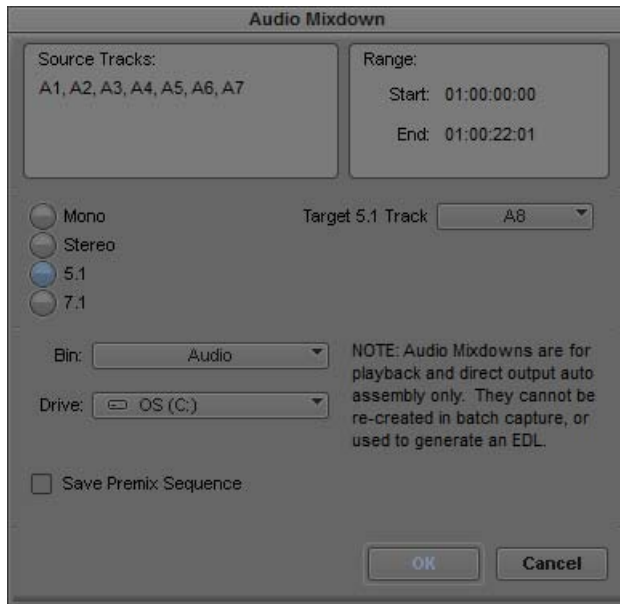 Audio Mixdown
Source Tracks:
A1, A2, A3, A4, A5, A6, A7
Range:
Start: 01:00:00:00
End: 01:00:22:01
Mono
Stereo
5.1
7.1
Target 5.1 Track A8
Bin: Audio
Drive: OS (C:)
NOTE: Audio Mixdowns are for
playback and direct output auto
assembly only. They cannot be
re-created in batch capture, or
used to generate an EDL.
Save Premix Sequence
OK
Cancel